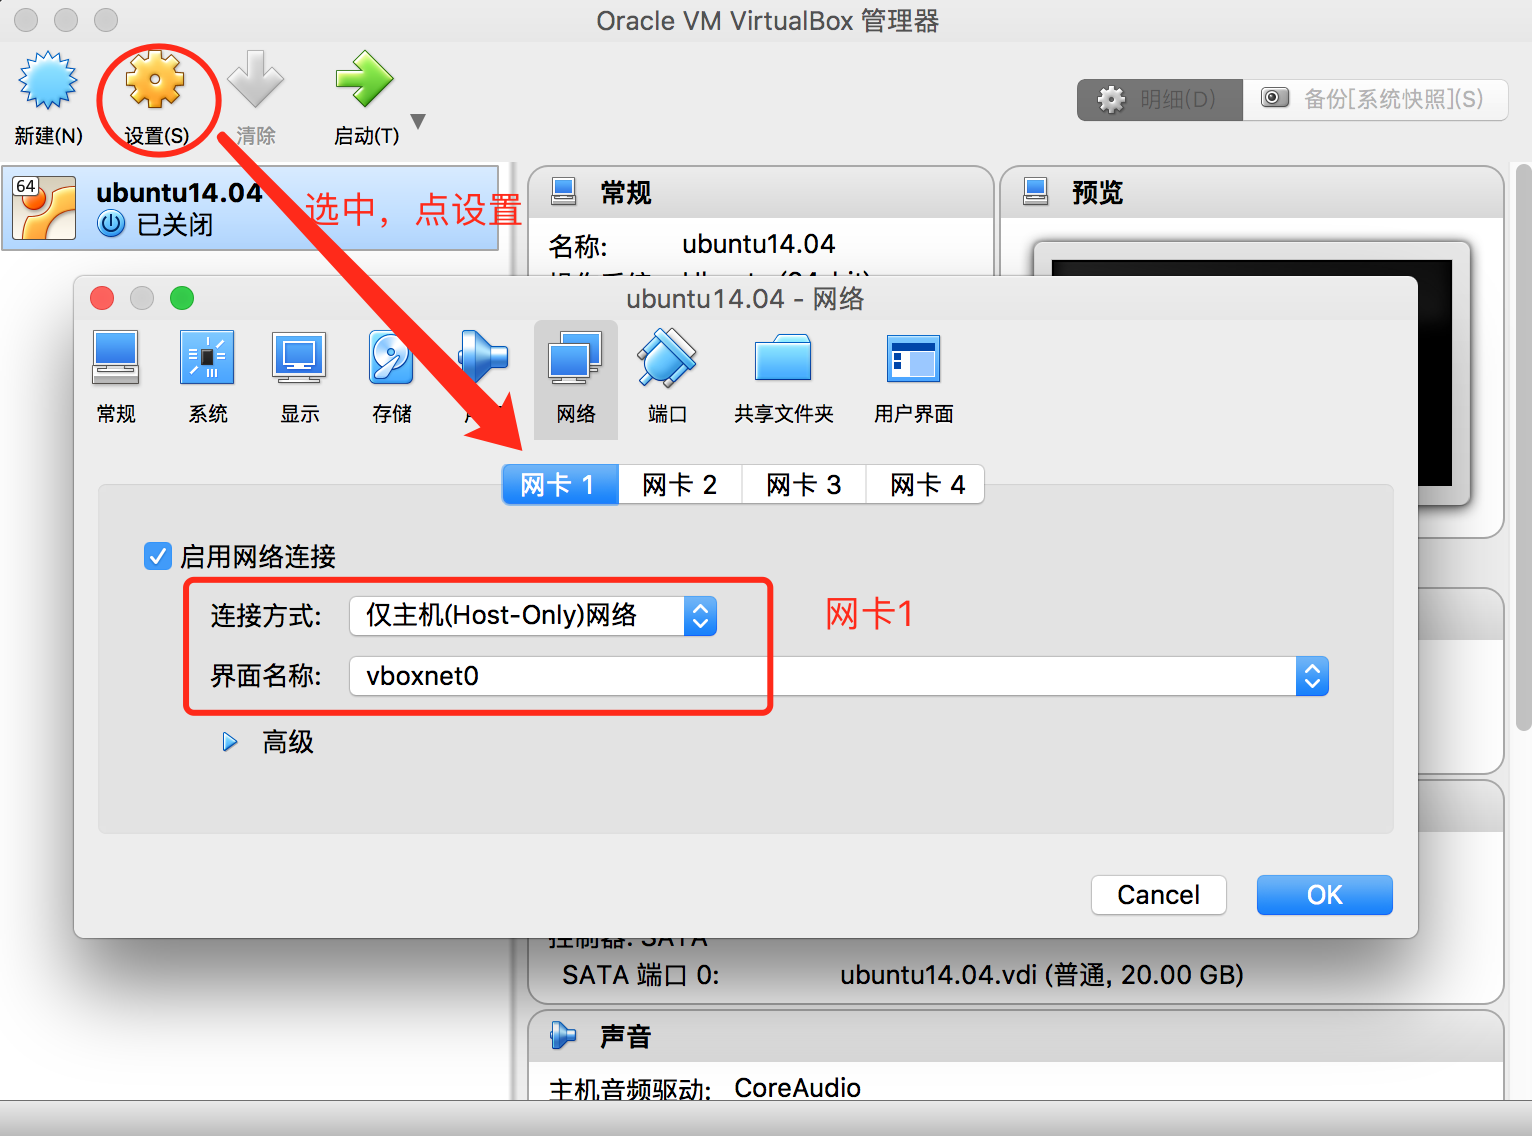 Oracle VM VirtualBox 管理器
新建(N)
设置(S)
清除
启动(T)
明细(D)
备份[系统快照](S)
64
ubuntu14.04
已关闭
选中，点设置
常规
名称:
ubuntu14.04
预览
ubuntu14.04 - 网络
常规
系统
显示
存储
网络
端口
共享文件夹
用户界面
网卡 1
网卡 2
网卡 3
网卡 4
启用网络连接
连接方式:
仅主机(Host-Only)网络
网卡1
界面名称:
vboxnet0
高级
Cancel
OK
控制器: SATA
SATA 端口 0:
ubuntu14.04.vdi (普通, 20.00 GB)
声音
主机音频驱动:
CoreAudio